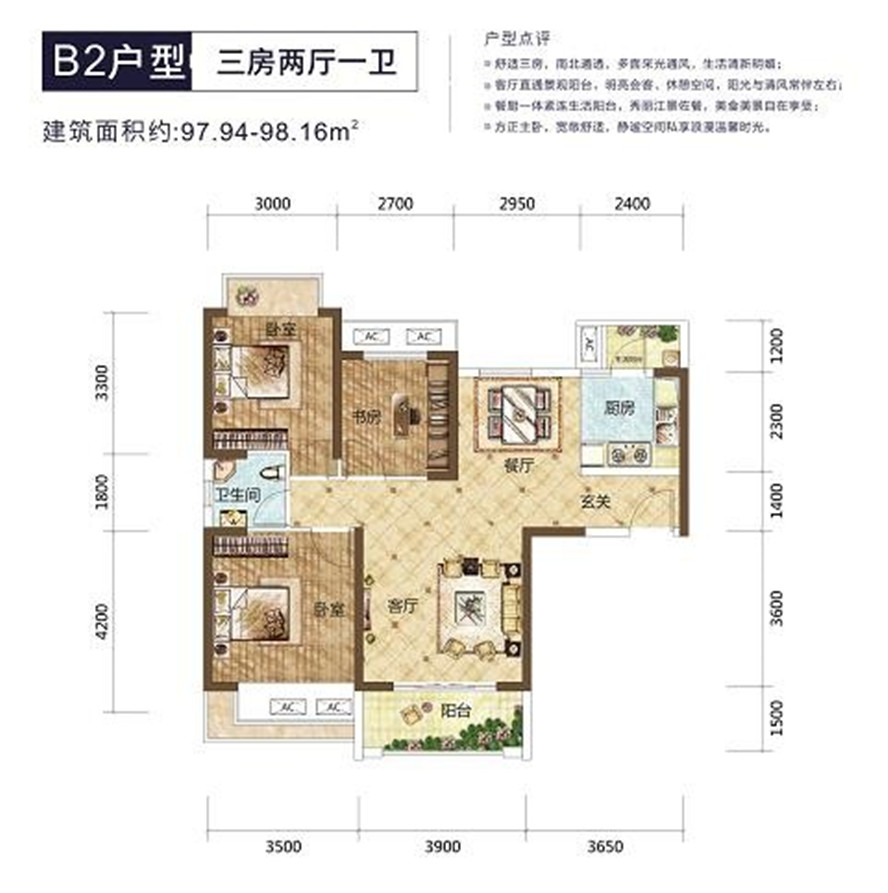 B2户型
三房两厅一卫
建筑面积约:97.94-98.16m²
户型点评
舒适三房,南北通透,多面采光通风,生活清新明媚;
客厅直通景观阳台,明亮会客、休憩空间,阳光与清风常伴左右;
餐厨一体紧连生活阳台,秀丽江景佐餐,美食美景自在享受;
方正主卧,宽敞舒适,静谧空间私享浪漫温馨时光。
3000 2700 2950 2400
卧室
AC AC
AC
书房
厨房
餐厅
卫生间
玄关
卧室
客厅
AC AC
阳台
3300
1800
4200
1200
2300
1400
3600
1500
3500 3900 3650